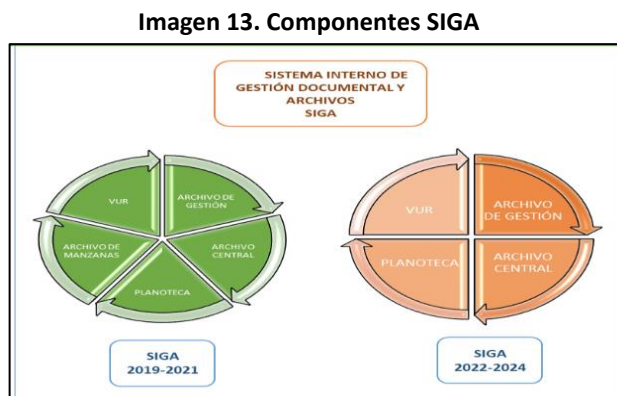 Imagen 13. Componentes SIGA
SISTEMA INTERNO DE
GESTIÓN DOCUMENTAL Y
ARCHIVOS
SIGA
VUR
ARCHIVO DE
GESTIÓN
ARCHIVO DE
MANZANAS
ARCHIVO
CENTRAL
PLANOTECA
SIGA
2019-2021
VUR
ARCHIVO
DE GESTIÓN
PLANOTECA
ARCHIVO
CENTRAL
SIGA
2022-2024